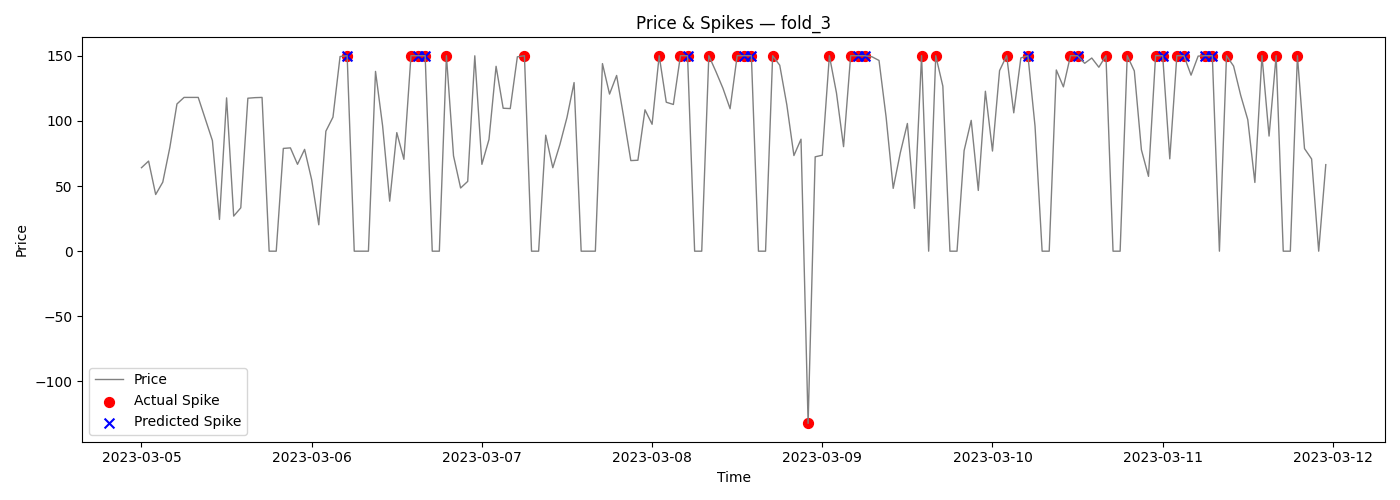 Price & Spikes — fold_3
Price
150
100
50
0
−50
−100
Price
Actual Spike
Predicted Spike
2023-03-05
2023-03-06
2023-03-07
2023-03-08
2023-03-09
2023-03-10
2023-03-11
2023-03-12
Time